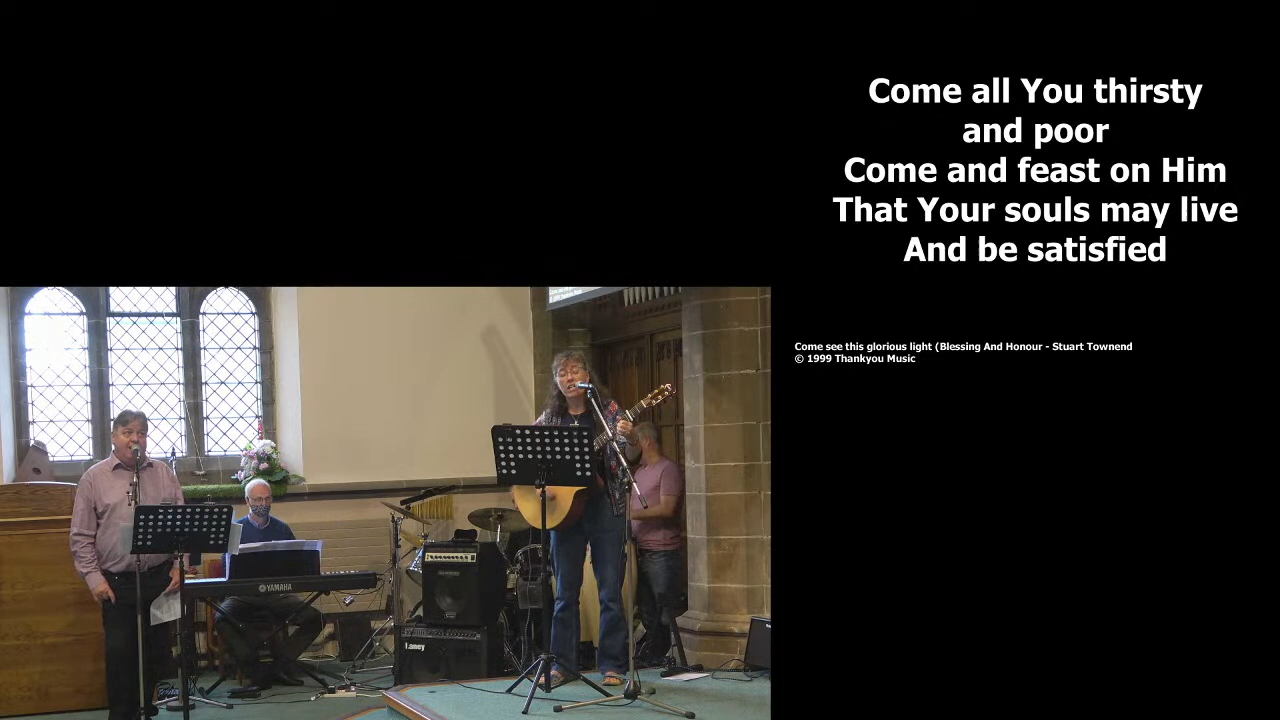 Come all You thirsty
and poor
Come and feast on Him
That Your souls may live
And be satisfied
Come see this glorious light (Blessing And Honour - Stuart Townend
© 1999 Thankyou Music
YAMAHA
Laney